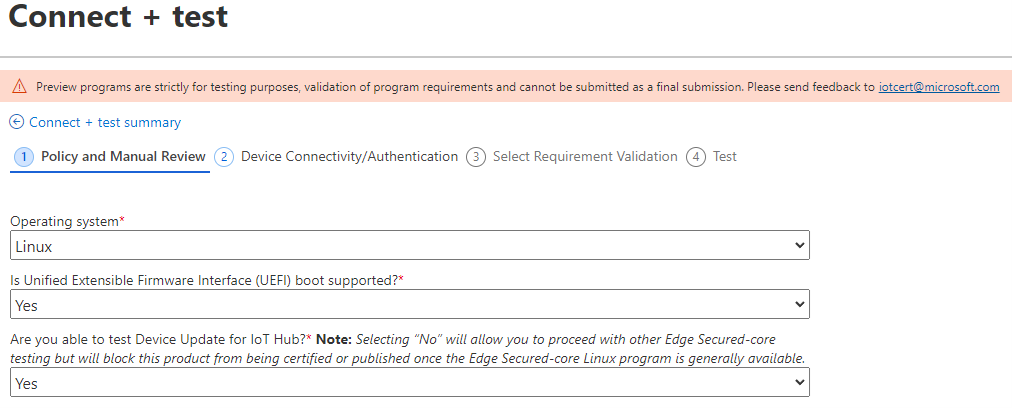 Connect + test
Preview programs are strictly for testing purposes, validation of program requirements and cannot be submitted as a final submission. Please send feedback to iotcert@microsoft.com
Connect + test summary
1 Policy and Manual Review 2 Device Connectivity/Authentication 3 Select Requirement Validation 4 Test
Operating system*
Linux
Is Unified Extensible Firmware Interface (UEFI) boot supported?*
Yes
Are you able to test Device Update for IoT Hub?* Note: Selecting “No” will allow you to proceed with other Edge Secured-core
testing but will block this product from being certified or published once the Edge Secured-core Linux program is generally available.
Yes